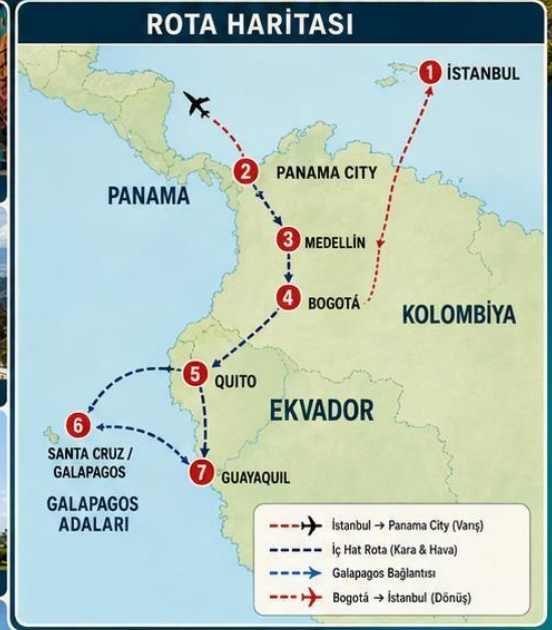 ROTA HARİTASI
1 İSTANBUL
2 PANAMA CITY
PANAMA
3 MEDELLİN
4 BOGOTÁ
KOLOMBİYA
5 QUITO
EKVADOR
6
SANTA CRUZ /
GALAPAGOS
7 GUAYAQUIL
GALAPAGOS
ADALARI
İstanbul → Panama City (Varış)
İç Hat Rota (Kara & Hava)
Galapagos Bağlantısı
Bogotá → İstanbul (Dönüş)